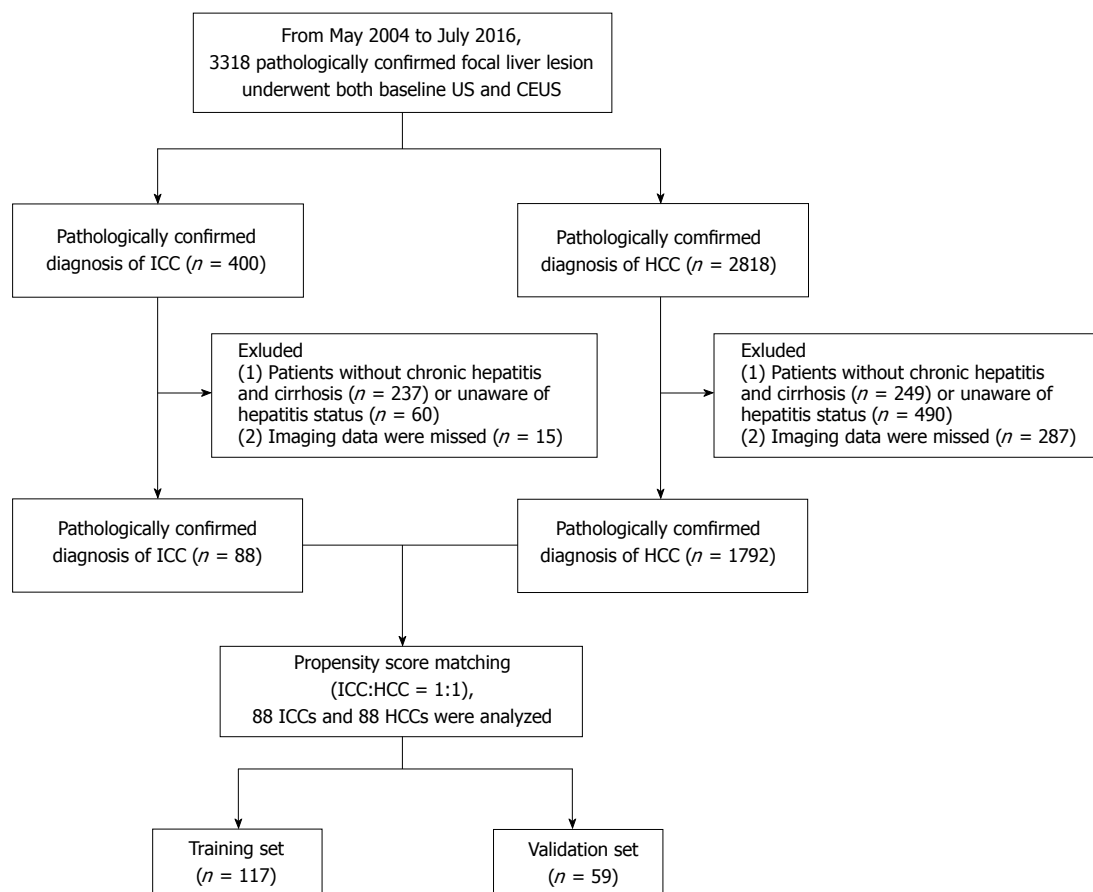 From May 2004 to July 2016,
3318 pathologically confirmed focal liver lesion
underwent both baseline US and CEUS
Pathologically confirmed
diagnosis of ICC (n = 400)
Pathologically comfirmed
diagnosis of HCC (n = 2818)
Exluded
(1) Patients without chronic hepatitis
and cirrhosis (n = 237) or unaware of
hepatitis status (n = 60)
(2) Imaging data were missed (n = 15)
Exluded
(1) Patients without chronic hepatitis
and cirrhosis (n = 249) or unaware of
hepatitis status (n = 490)
(2) Imaging data were missed (n = 287)
Pathologically confirmed
diagnosis of ICC (n = 88)
Pathologically comfirmed
diagnosis of HCC (n = 1792)
Propensity score matching
(ICC:HCC = 1:1),
88 ICCs and 88 HCCs were analyzed
Training set
(n = 117)
Validation set
(n = 59)